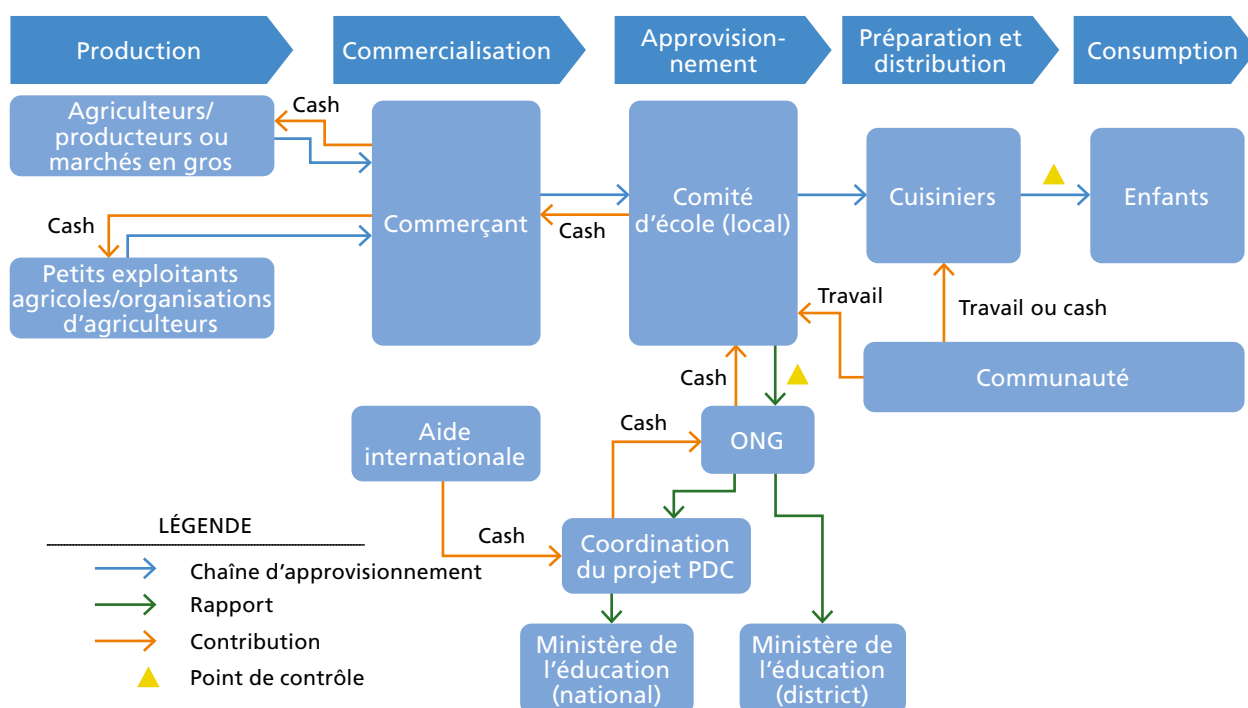 Production
Commercialisation
Approvision-
nement
Préparation et
distribution
Consumption
Agriculteurs/
producteurs ou
marchés en gros
Cash
Commerçant
Comité
d'école (local)
Cuisiniers
Enfants
Cash
Cash
Petits exploitants
agricoles/organisations
d'agriculteurs
Travail
Travail ou cash
Communauté
Cash
Aide
internationale
Cash
ONG
Cash
Coordination
du projet PDC
Ministère de
l'éducation
(national)
Ministère de
l'éducation
(district)
LÉGENDE
Chaîne d'approvisionnement
Rapport
Contribution
Point de contrôle